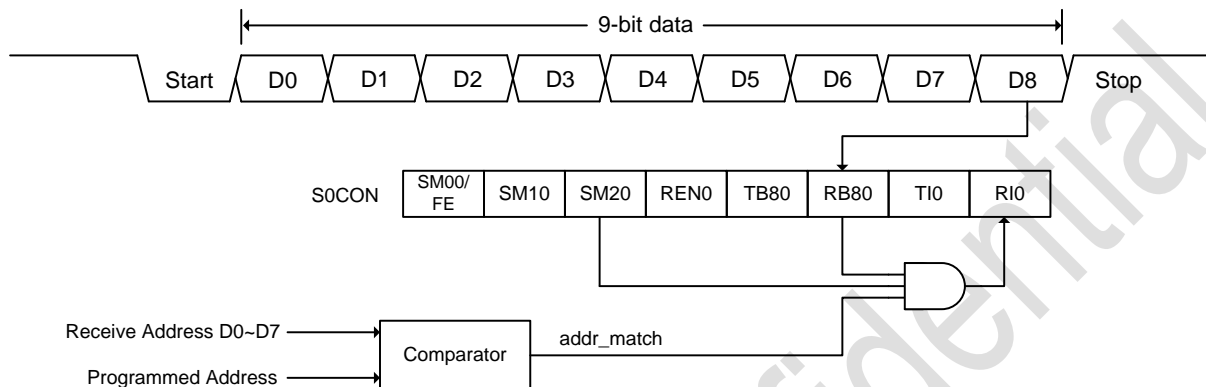 9-bit data
Start D0 D1 D2 D3 D4 D5 D6 D7 D8 Stop
S0CON SM00/FE SM10 SM20 REN0 TB80 RB80 TI0 RI0
Receive Address D0~D7
Comparator
addr_match
Programmed Address
fidential